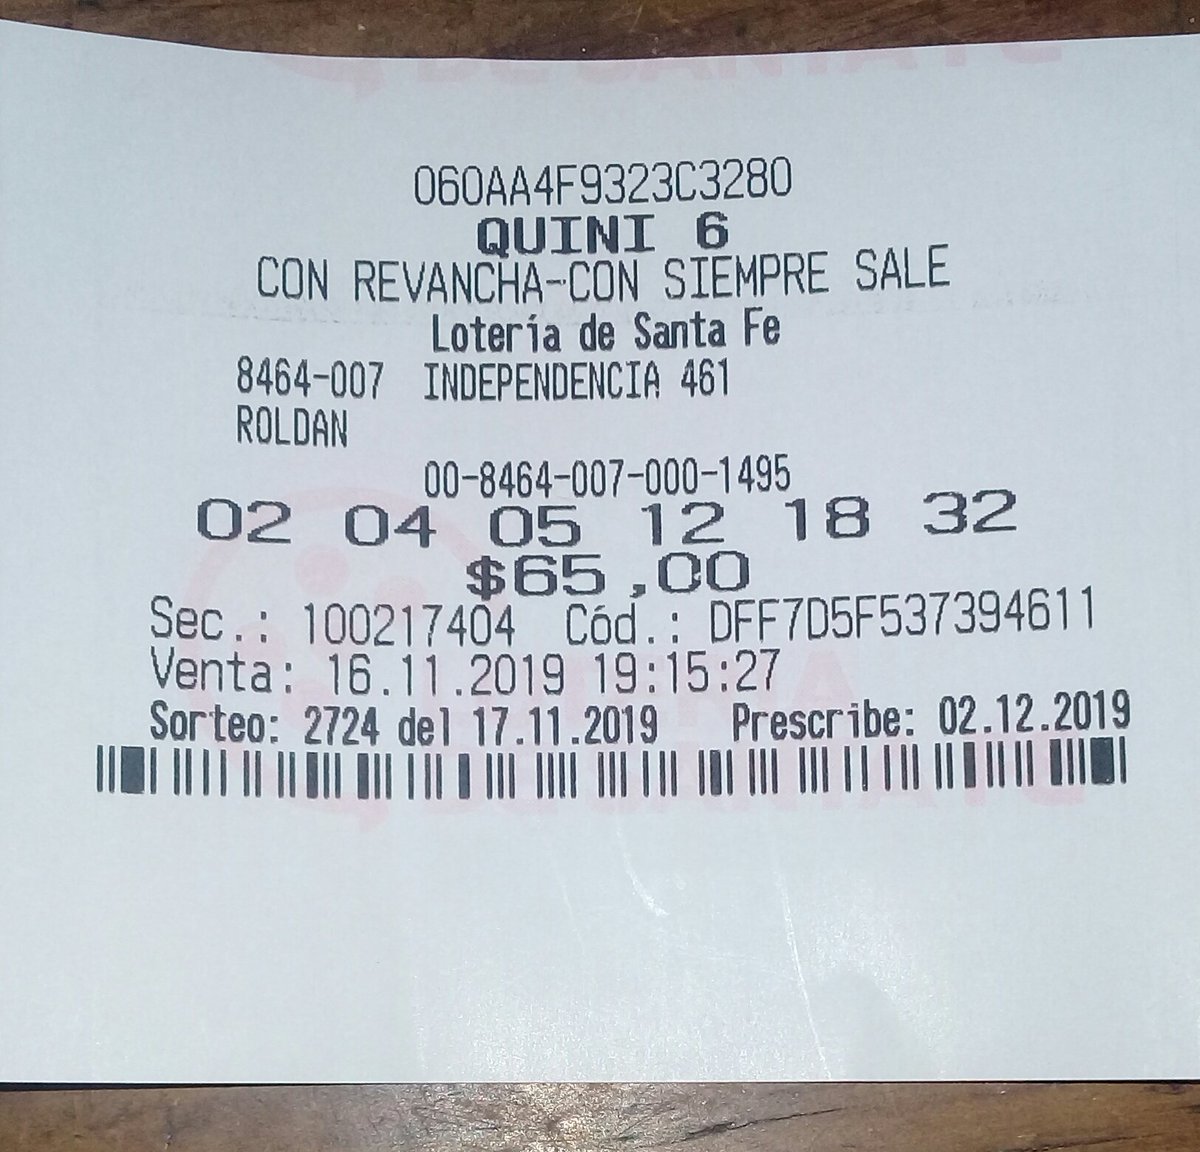 060AA4F9323C3280
QUINI 6
CON REVANCHA-CON SIEMPRE SALE
Lotería de Santa Fe
8464-007 INDEPENDENCIA 461
ROLDAN
00-8464-007-000-1495
02 04 05 12 18 32
$65,00
Sec.: 100217404 Cód.: DFF7D5F537394611
Venta: 16.11.2019 19:15:27
Sorteo: 2724 del 17.11.2019 Prescribe: 02.12.2019